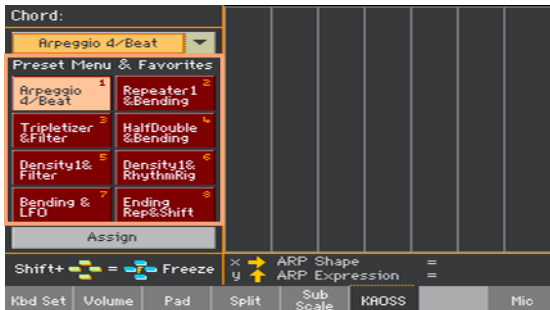 Chord:
Arpeggio 4/Beat
Preset Menu & Favorites
Arpeggio 4/Beat 1
Repeater1 &Bending 2
Tripletizer &Filter 3
HalfDouble &Bending 4
Density1& Filter 5
Density1& RhythmRig 6
Bending & LFO 7
Ending Rep&Shift 8
Assign
Shift+ = F Freeze
x ARP Shape =
y ARP Expression =
Kbd Set Volume Pad Split Sub Scale KAOSS Mic